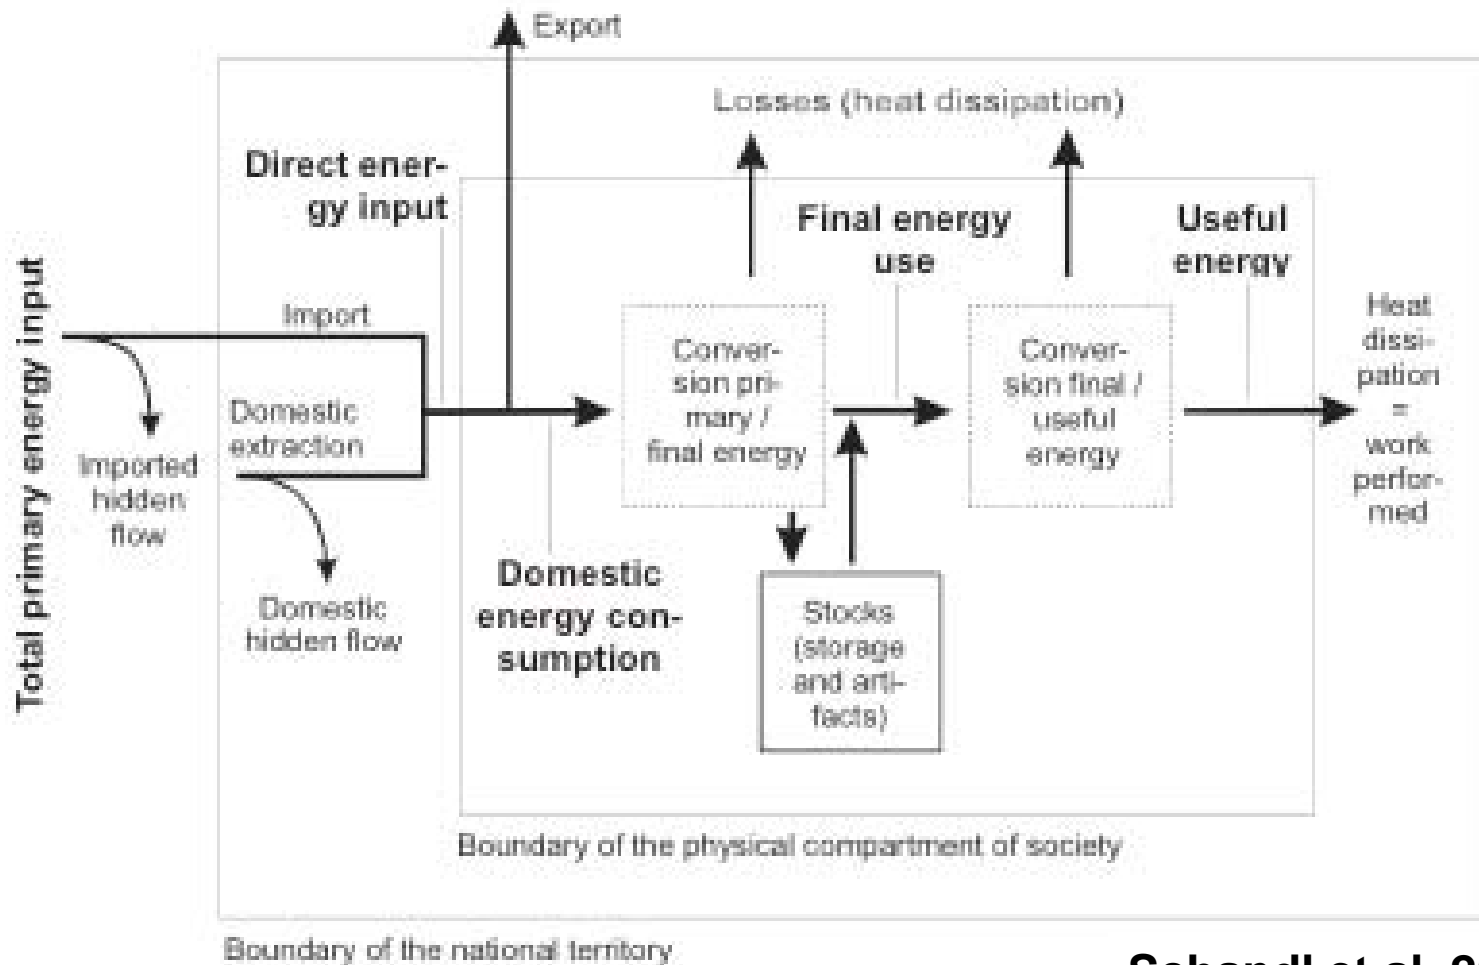 Export
Losses (heat dissipation)
Direct ener-
gy input
Final energy
use
Useful
energy
Total primary energy input
Import
Domestic
extraction
Imported
hidden
flow
Domestic
hidden flow
Conver-
sion pri-
mary /
final energy
Conver-
sion final /
useful
energy
Heat
dissi-
pation
=
work
perfor-
med
Domestic
energy con-
sumption
Stocks
(storage
and arti-
facts)
Boundary of the physical compartment of society
Boundary of the national territory
Schandl et al